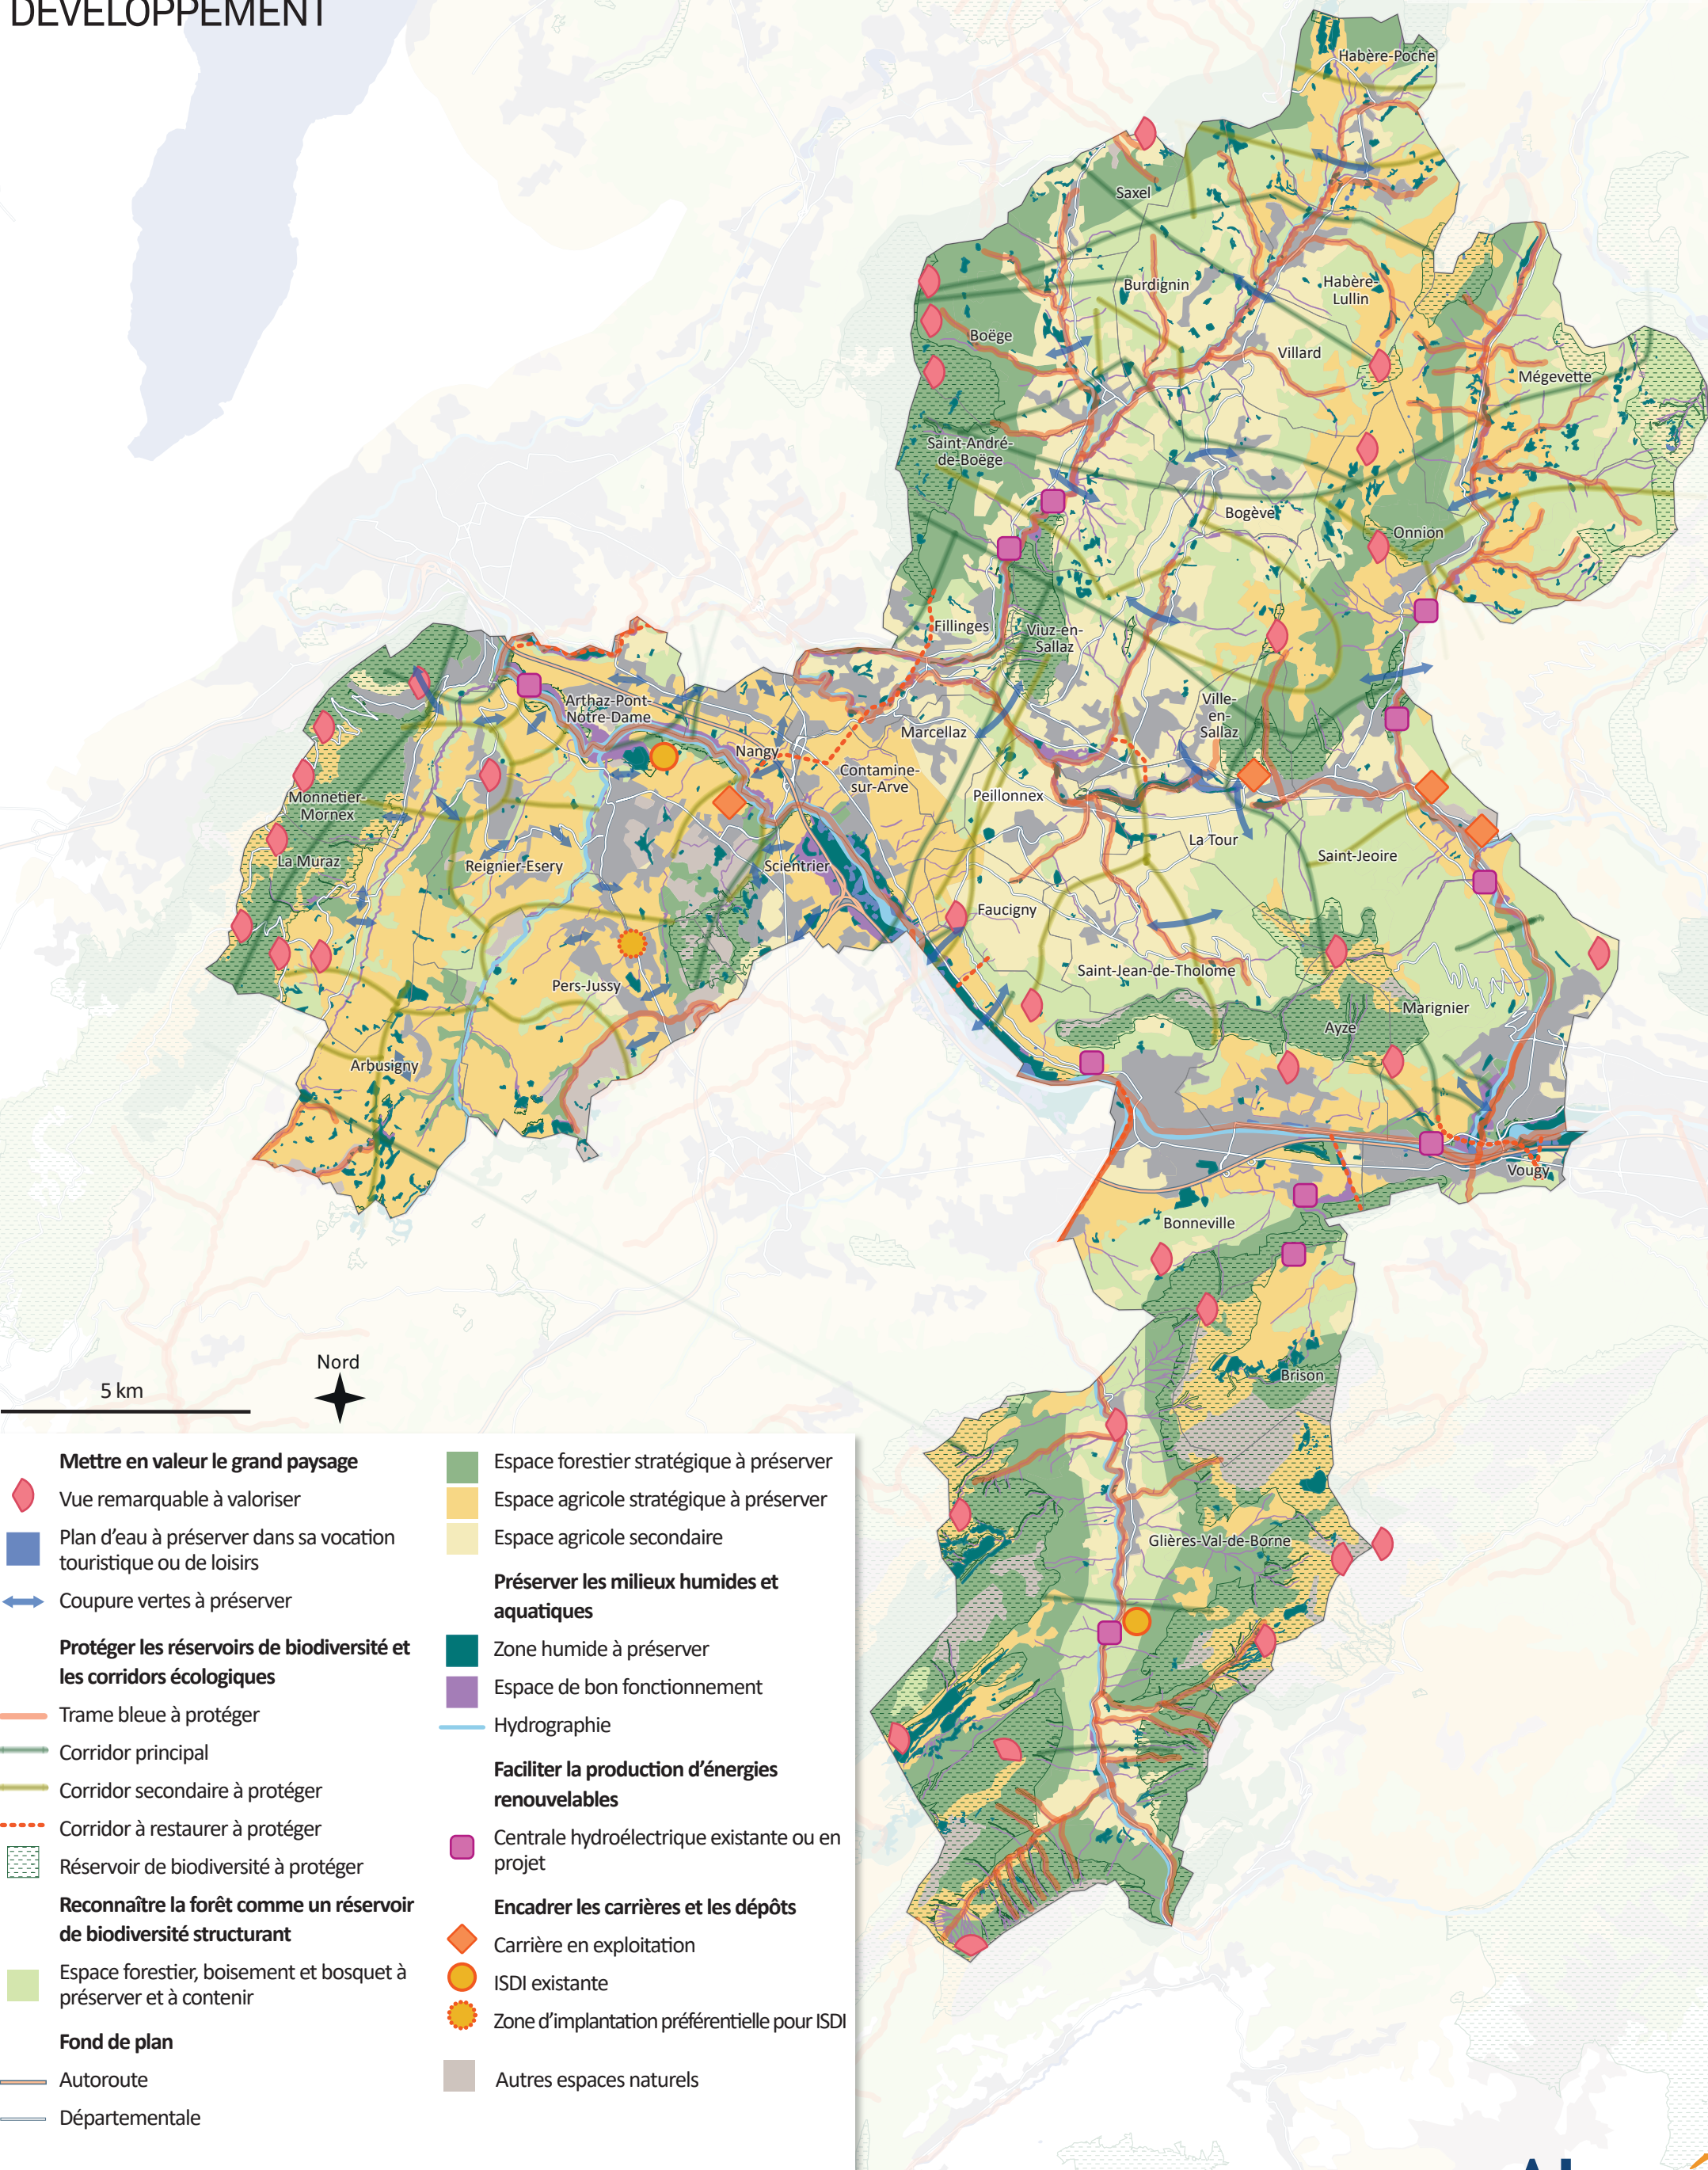 DÉVELOPPEMENT
Habère-Poche
Saxel
Burdignin
Habère-
Lullin
Boëge
Villard
Mégevette
Saint-André-
de-Boëge
Bogève
Onnion
Fillinges
Viuz-en-
Sallaz
Arthaz-Pont-
Notre-Dame
Ville-
en-
Sallaz
Marcellaz
Nangy
Contamine-
sur-Arve
Peillonnex
Monnetier-
Mornex
La Tour
Saint-Jeoire
La Muraz
Reignier-Esery
Scientrier
Faucigny
Saint-Jean-de-Tholome
Pers-Jussy
Marignier
Ayze
Arbusigny
Vougy
Bonneville
Brison
Glières-Val-de-Borne
Nord
5 km
Mettre en valeur le grand paysage
Vue remarquable à valoriser
Plan d'eau à préserver dans sa vocation
touristique ou de loisirs
Coupure vertes à préserver
Protéger les réservoirs de biodiversité et
les corridors écologiques
Trame bleue à protéger
Corridor principal
Corridor secondaire à protéger
Corridor à restaurer à protéger
Réservoir de biodiversité à protéger
Reconnaître la forêt comme un réservoir
de biodiversité structurant
Espace forestier, boisement et bosquet à
préserver et à contenir
Fond de plan
Autoroute
Départementale
Espace forestier stratégique à préserver
Espace agricole stratégique à préserver
Espace agricole secondaire
Préserver les milieux humides et
aquatiques
Zone humide à préserver
Espace de bon fonctionnement
Hydrographie
Faciliter la production d'énergies
renouvelables
Centrale hydroélectrique existante ou en
projet
Encadrer les carrières et les dépôts
Carrière en exploitation
ISDI existante
Zone d'implantation préférentielle pour ISDI
Autres espaces naturels